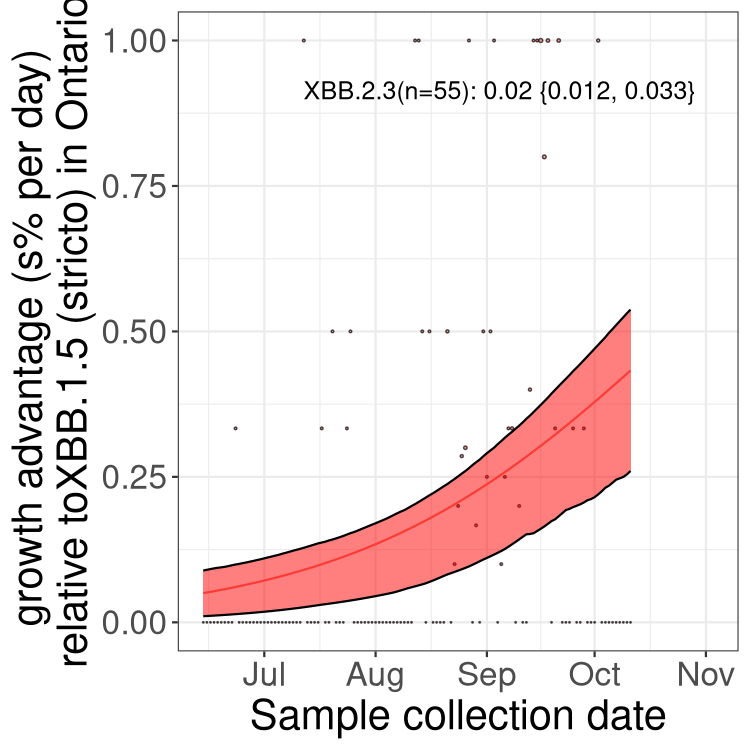 growth advantage (s% per day)
relative toXBB.1.5 (stricto) in Ontario
1.00
XBB.2.3(n=55): 0.02 {0.012, 0.033}
0.75
0.50
0.25
0.00
Jul Aug Sep Oct Nov
Sample collection date